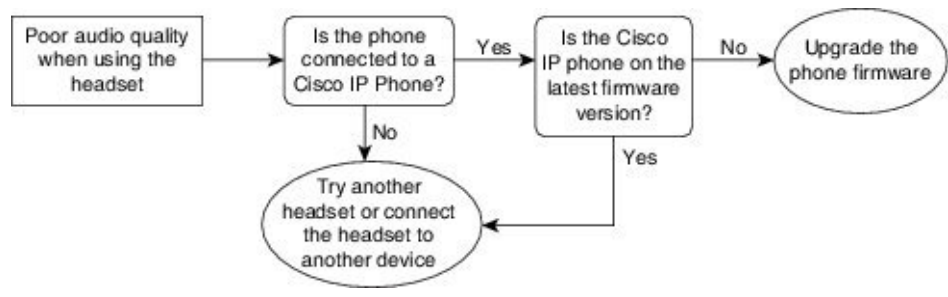 Poor audio quality
when using the
headset
Is the phone
connected to a
Cisco IP Phone?
Yes
Is the Cisco
IP phone on the
latest firmware
version?
No
Upgrade the
phone firmware
No
Yes
Try another
headset or connect
the headset to
another device